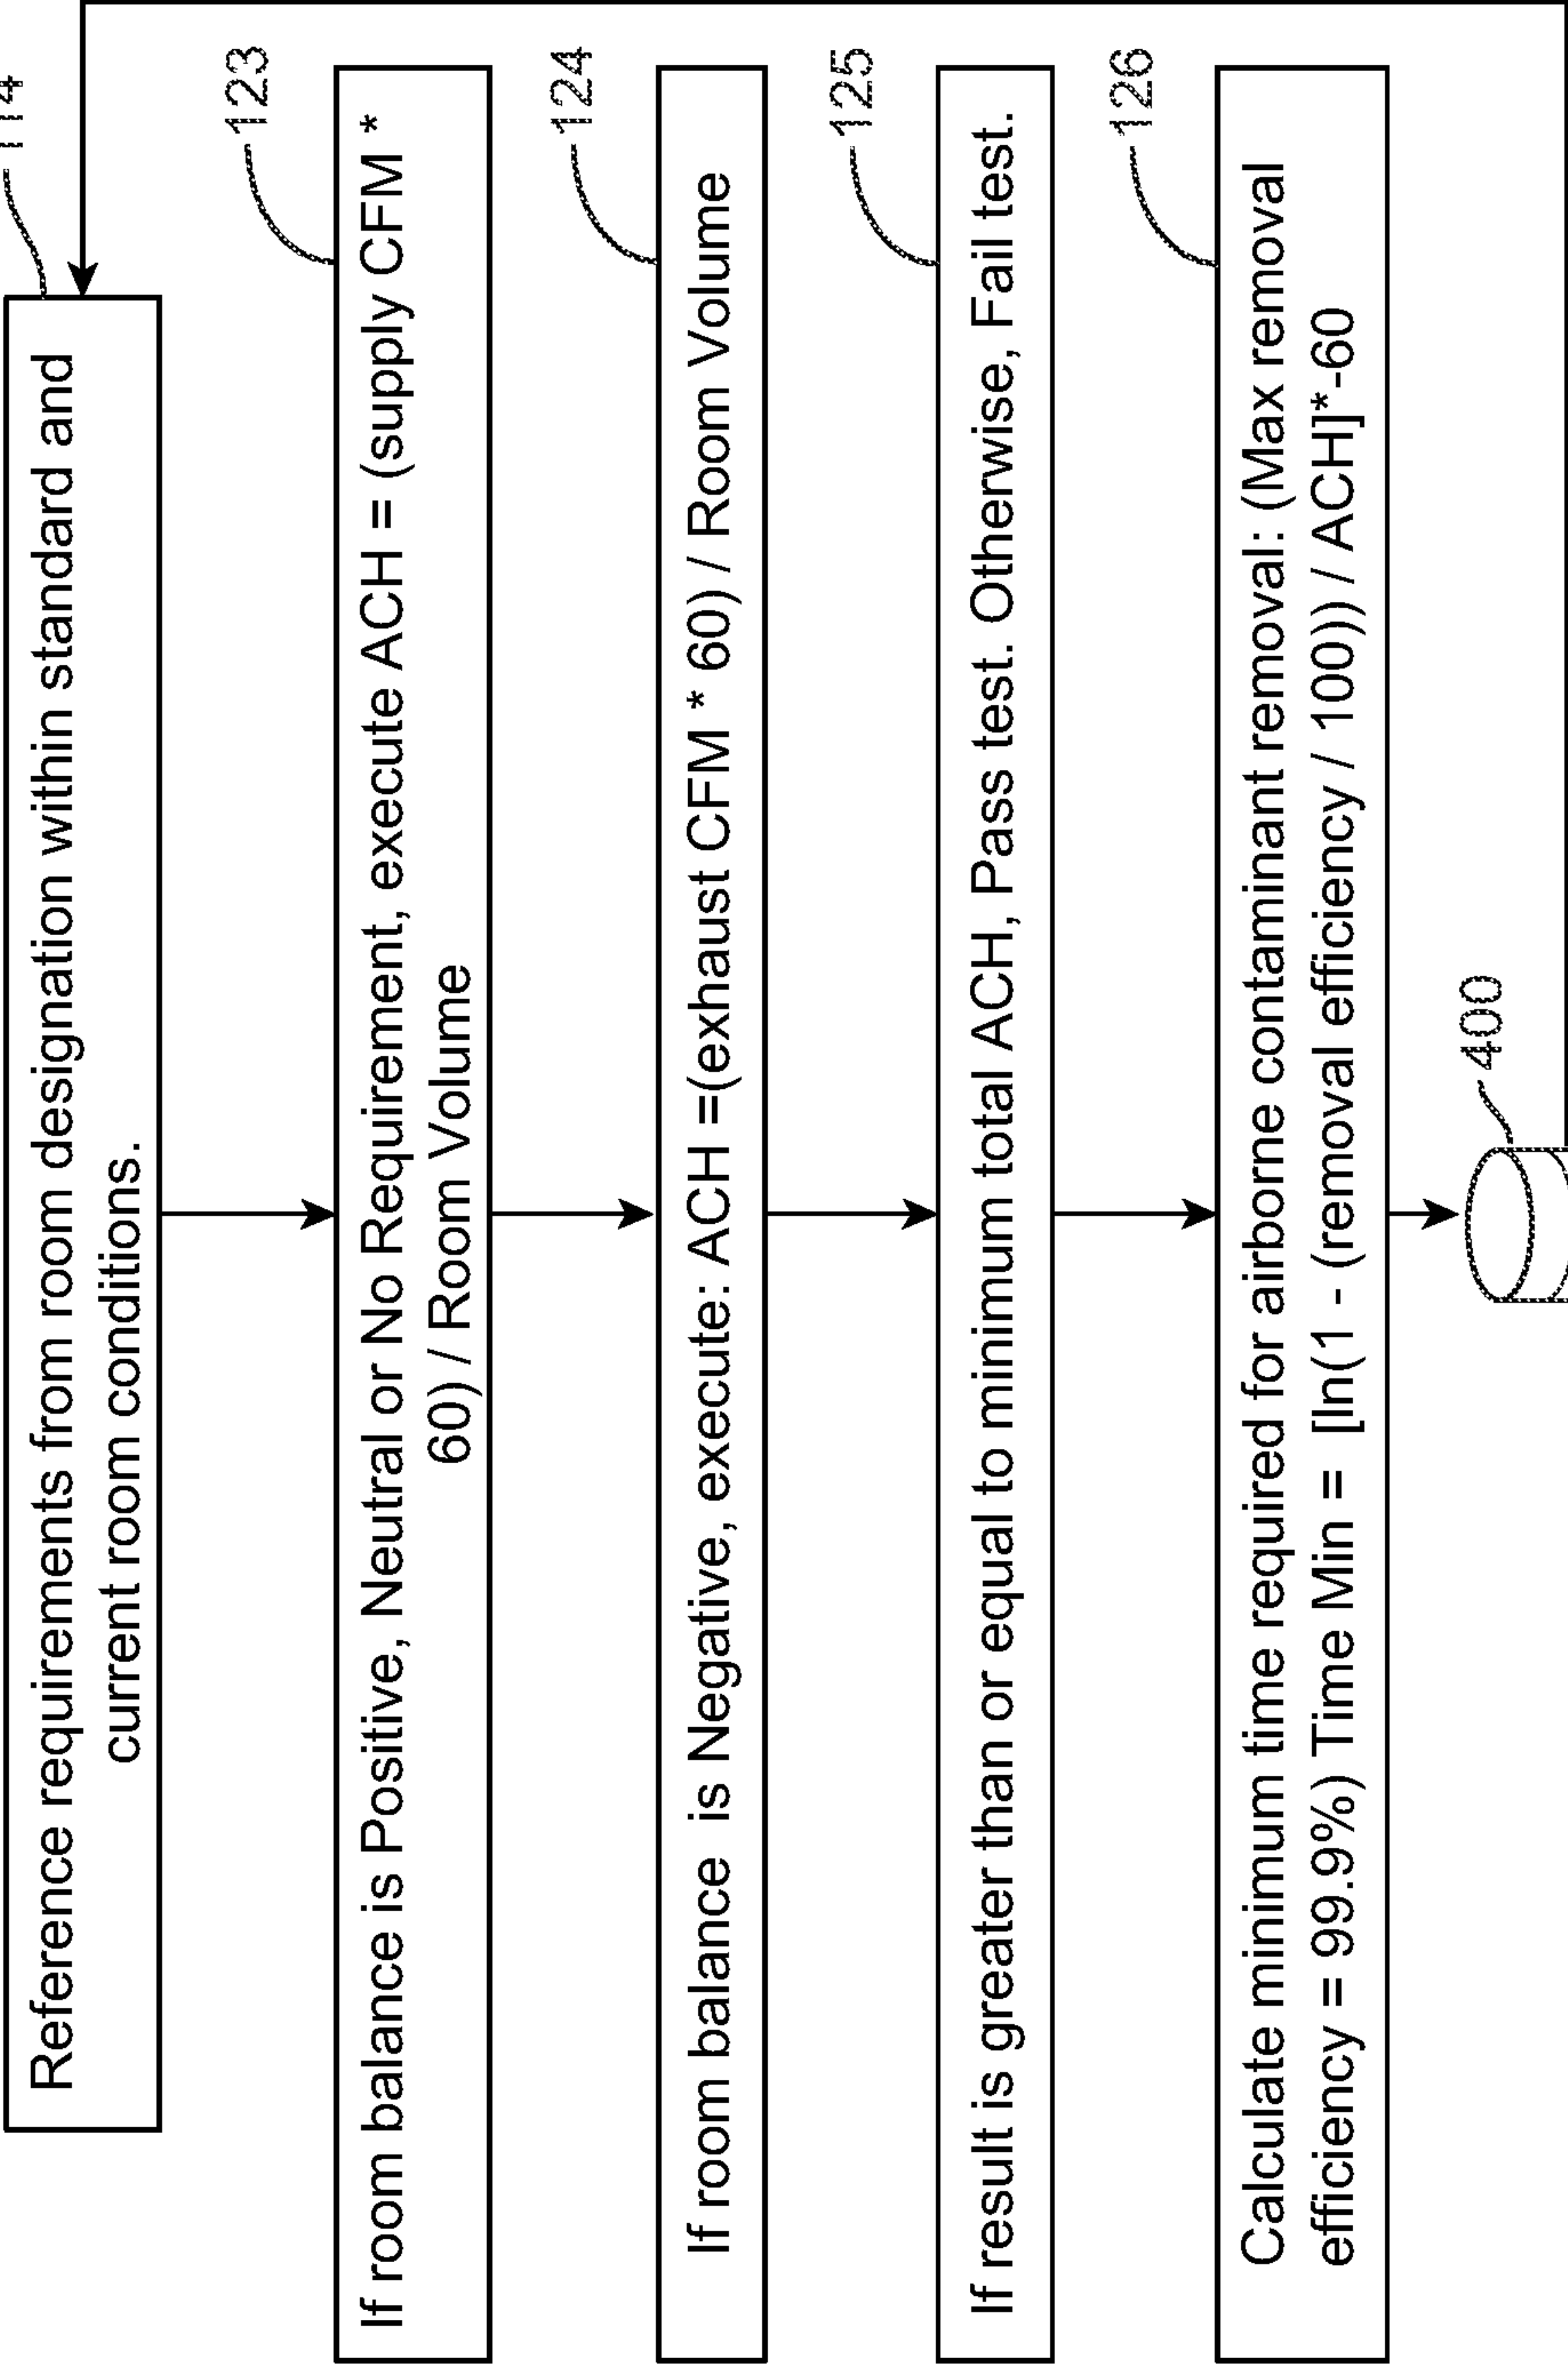 114
Reference requirements from room designation within standard and
current room conditions.
123
If room balance is Positive, Neutral or No Requirement, execute ACH = (supply CFM *
60) / Room Volume
124
If room balance is Negative, execute: ACH =(exhaust CFM * 60) / Room Volume
125
If result is greater than or equal to minimum total ACH, Pass test. Otherwise, Fail test.
126
Calculate minimum time required for airborne contaminant removal: (Max removal
efficiency = 99.9%) Time Min = [ln(1 - (removal efficiency / 100)) / ACH]*-60
400